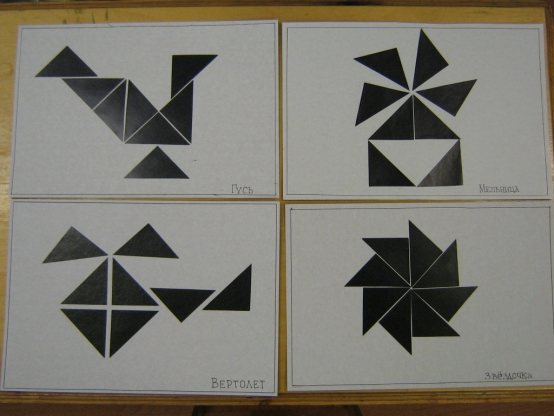 Гусь
Мельница
Вертолет
Звёздочка